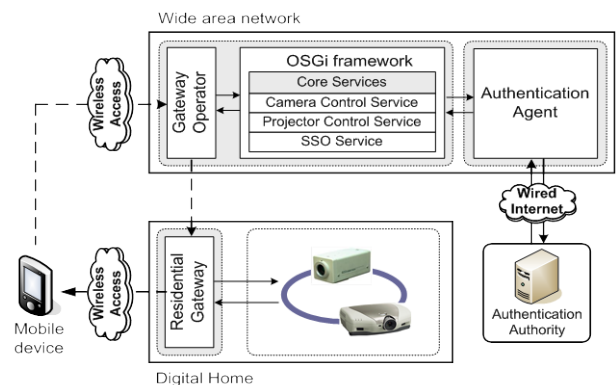 Wide area network
OSGi framework
Core Services
Camera Control Service
Projector Control Service
SSO Service
Gateway
Operator
Authentication
Agent
Wireless
Access
Wired
Internet
Authentication
Authority
Residential
Gateway
Wireless
Access
Mobile
device
Digital Home